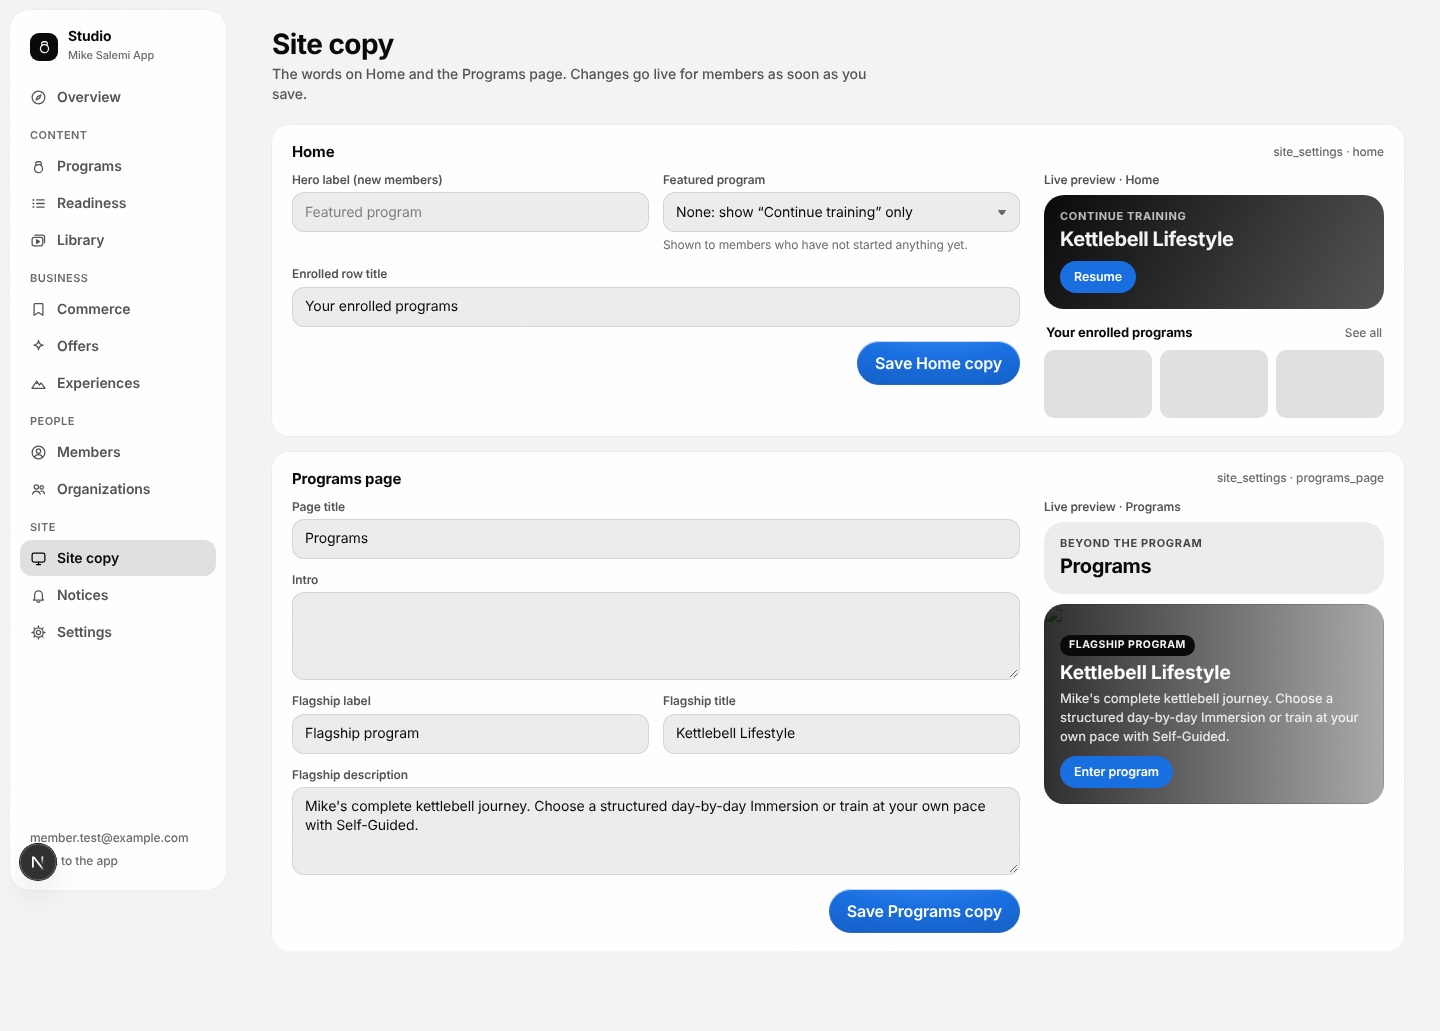 Studio
Mike Salemi App
Overview
CONTENT
Programs
Readiness
Library
BUSINESS
Commerce
Offers
Experiences
PEOPLE
Members
Organizations
SITE
Site copy
Notices
Settings
member.test@example.com
to the app
N
Site copy
The words on Home and the Programs page. Changes go live for members as soon as you
save.
Home
site_settings · home
Hero label (new members)
Featured program
Featured program
None: show “Continue training” only
Shown to members who have not started anything yet.
Enrolled row title
Your enrolled programs
Save Home copy
Live preview · Home
CONTINUE TRAINING
Kettlebell Lifestyle
Resume
Your enrolled programs
See all
Programs page
site_settings · programs_page
Page title
Programs
Intro
Flagship label
Flagship program
Flagship title
Kettlebell Lifestyle
Flagship description
Mike's complete kettlebell journey. Choose a structured day-by-day Immersion or train at your own pace
with Self-Guided.
Save Programs copy
Live preview · Programs
BEYOND THE PROGRAM
Programs
FLAGSHIP PROGRAM
Kettlebell Lifestyle
Mike's complete kettlebell journey. Choose a
structured day-by-day Immersion or train at your
own pace with Self-Guided.
Enter program